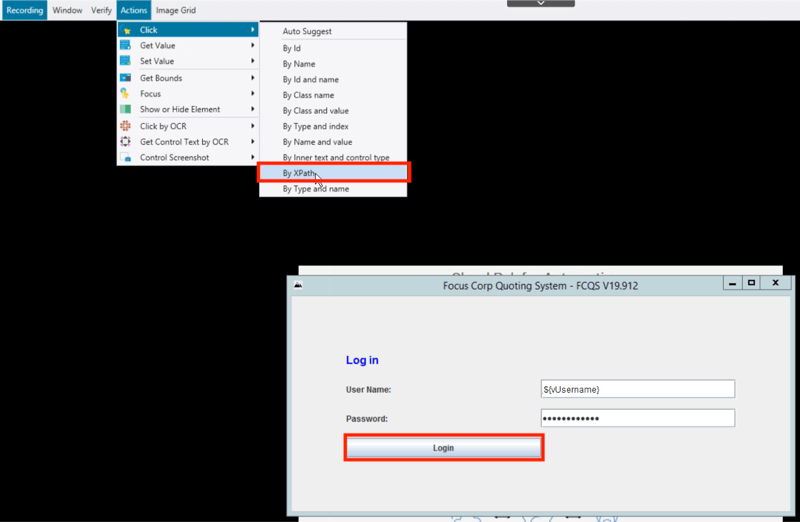 Recording Window Verify Actions Image Grid
Click
Get Value
Set Value
Get Bounds
Focus
Show or Hide Element
Click by OCR
Get Control Text by OCR
Control Screenshot
Auto Suggest
By Id
By Name
By Id and name
By Class name
By Class and value
By Type and index
By Name and value
By Inner text and control type
By XPath
By Type and name
Focus Corp Quoting System - FCQS V19.912
Log in
User Name: ${vUsername}
Password: ••••••••••••
Login